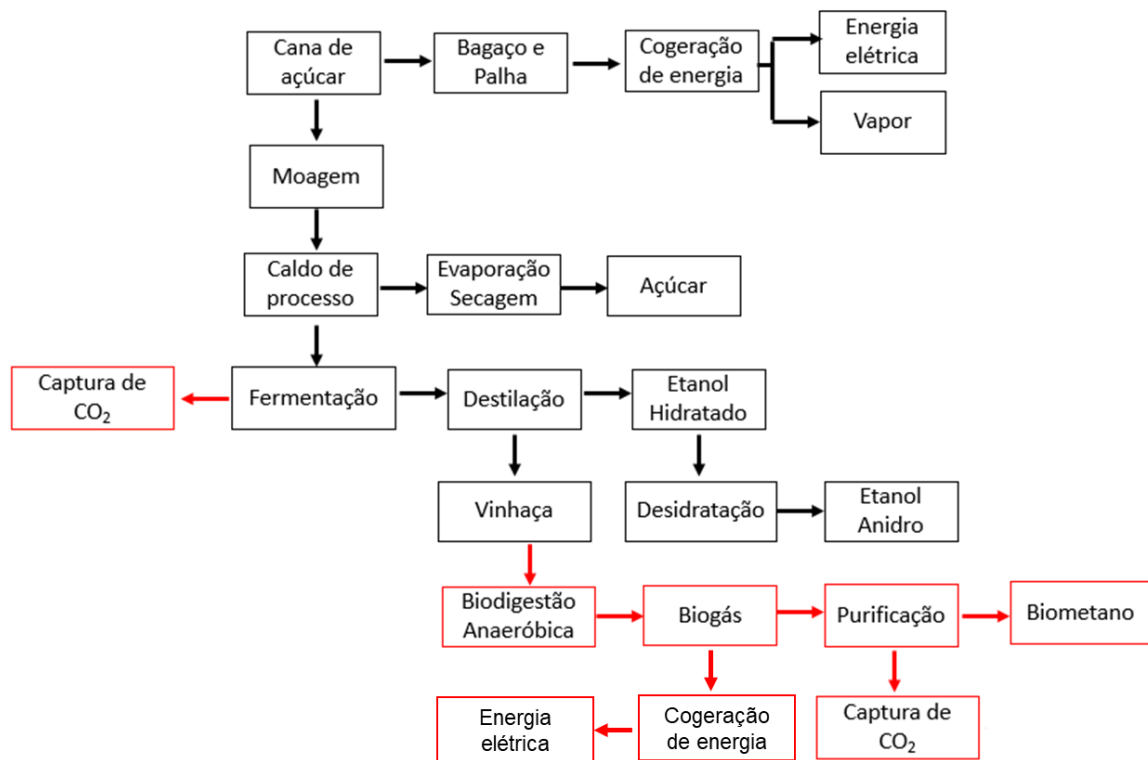 Cana de
açúcar
Bagaço e
Palha
Cogeração
de energia
Energia
elétrica
Vapor
Moagem
Caldo de
processo
Evaporação
Secagem
Açúcar
Captura de
CO₂
Fermentação
Destilação
Etanol
Hidratado
Vinhaça
Desidratação
Etanol
Anidro
Biodigestão
Anaeróbica
Biogás
Purificação
Biometano
Energia
elétrica
Cogeração
de energia
Captura de
CO₂